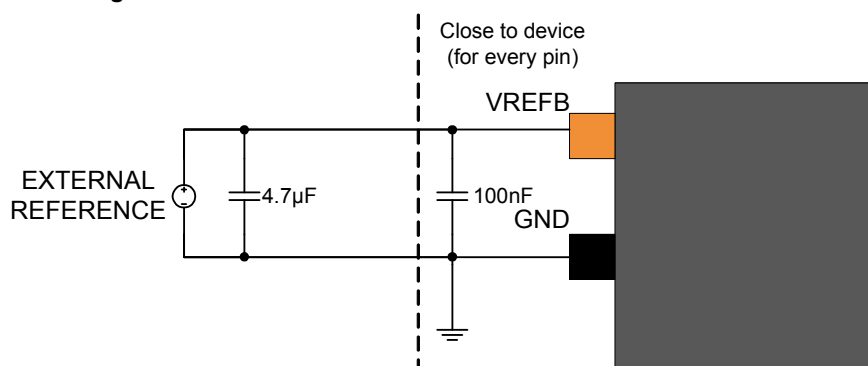 Close to device
(for every pin)
VREFB
EXTERNAL
REFERENCE
4.7µF
100nF
GND